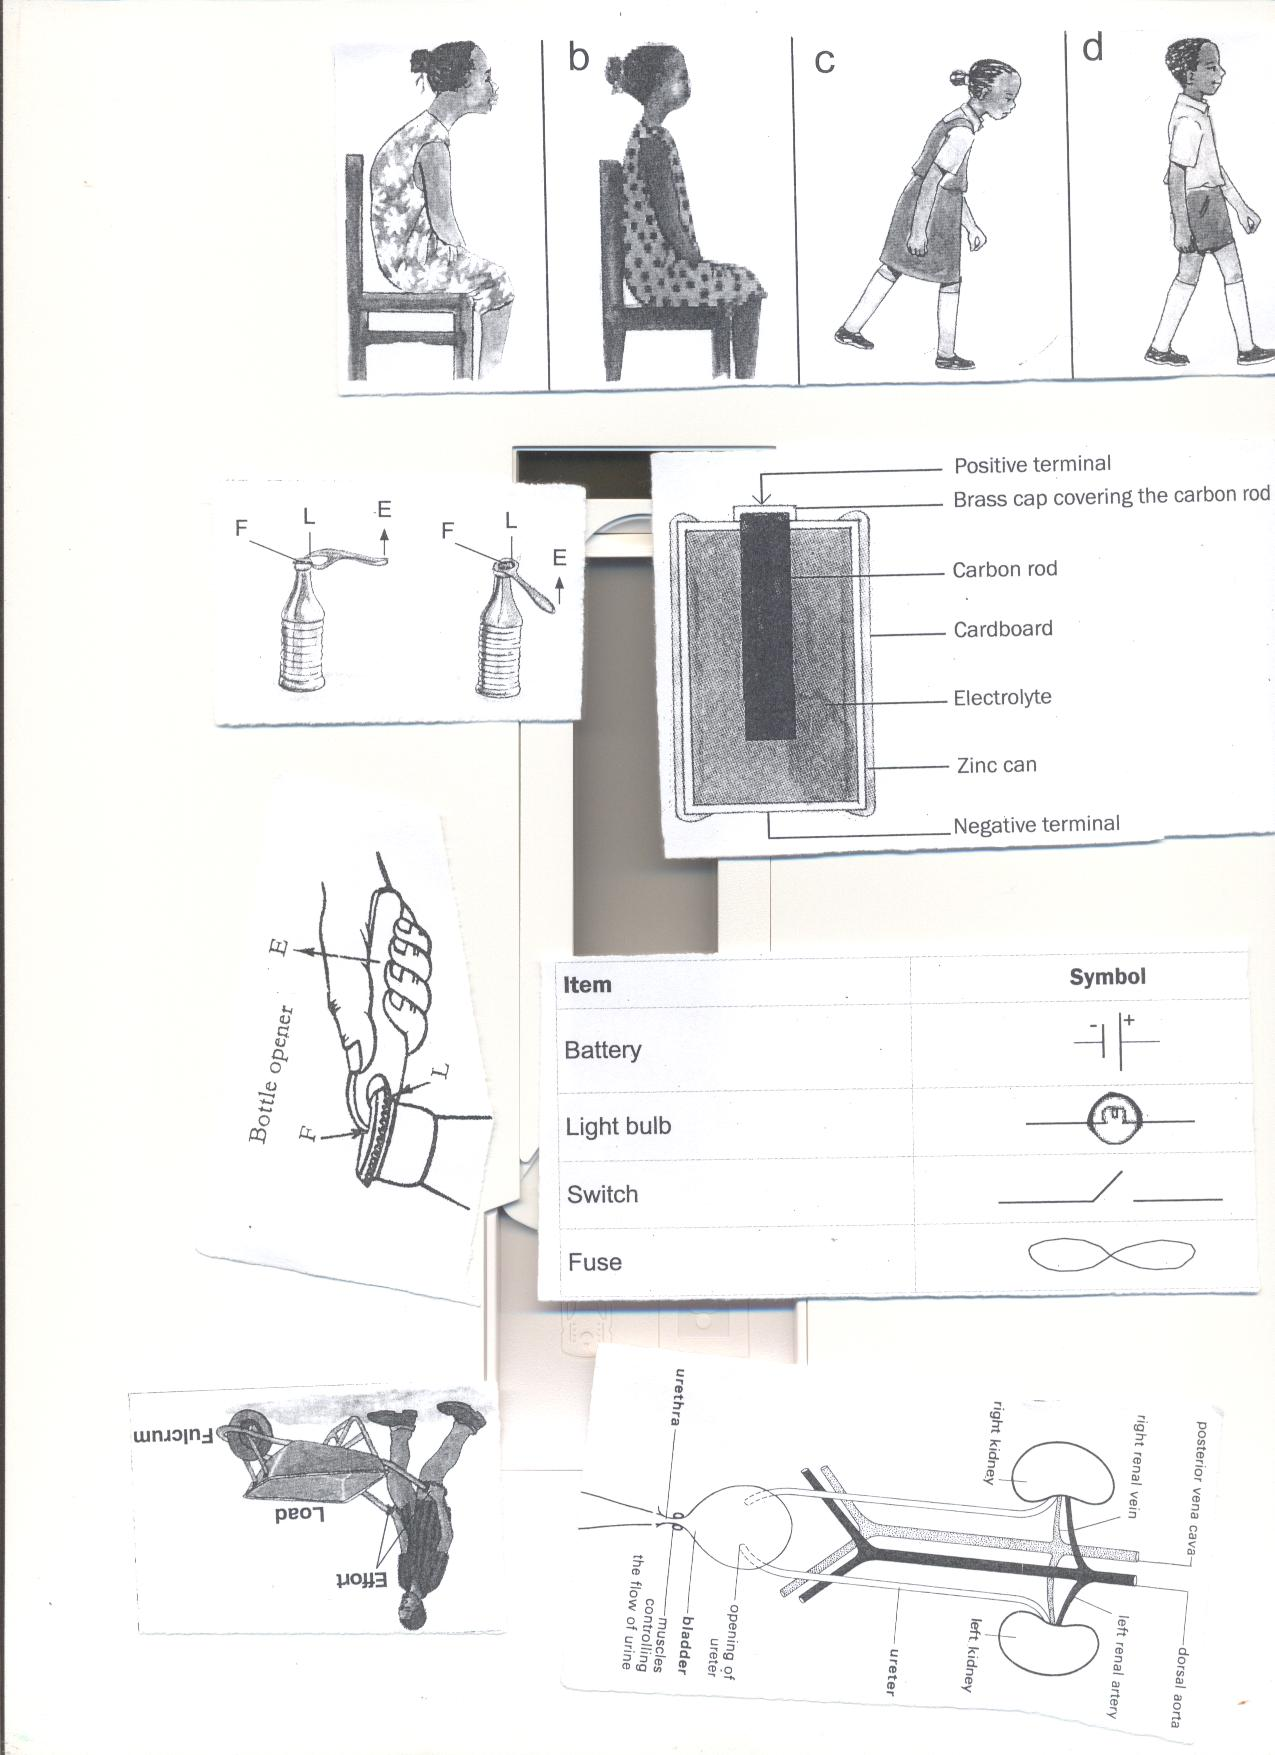 b
c
d
Positive terminal
Brass cap covering the carbon rod
Carbon rod
Cardboard
Electrolyte
Zinc can
Negative terminal
F
L
E
F
L
E
Bottle opener
E
F
L
Item Symbol
Battery - +
Light bulb
Switch
Fuse
Fulcrum
Load
Effort
posterior vena cava
dorsal aorta
right renal vein
left renal artery
right kidney
left kidney
ureter
opening of
ureter
bladder
muscles
controlling
the flow of urine
urethra